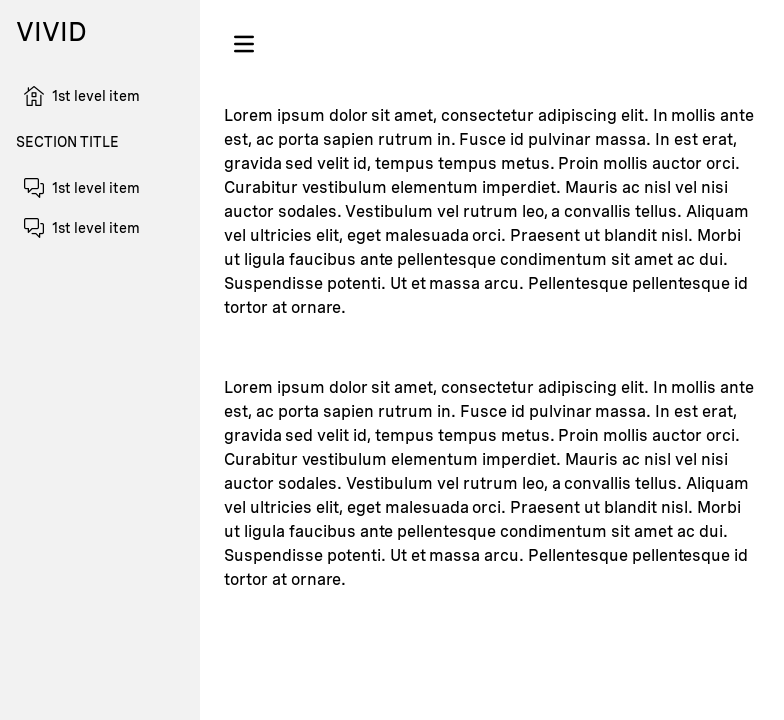 VIVID
1st level item
SECTION TITLE
1st level item
1st level item
Lorem ipsum dolor sit amet, consectetur adipiscing elit. In mollis ante
est, ac porta sapien rutrum in. Fusce id pulvinar massa. In est erat,
gravida sed velit id, tempus tempus metus. Proin mollis auctor orci.
Curabitur vestibulum elementum imperdiet. Mauris ac nisl vel nisi
auctor sodales. Vestibulum vel rutrum leo, a convallis tellus. Aliquam
vel ultricies elit, eget malesuada orci. Praesent ut blandit nisl. Morbi
ut ligula faucibus ante pellentesque condimentum sit amet ac dui.
Suspendisse potenti. Ut et massa arcu. Pellentesque pellentesque id
tortor at ornare.
Lorem ipsum dolor sit amet, consectetur adipiscing elit. In mollis ante
est, ac porta sapien rutrum in. Fusce id pulvinar massa. In est erat,
gravida sed velit id, tempus tempus metus. Proin mollis auctor orci.
Curabitur vestibulum elementum imperdiet. Mauris ac nisl vel nisi
auctor sodales. Vestibulum vel rutrum leo, a convallis tellus. Aliquam
vel ultricies elit, eget malesuada orci. Praesent ut blandit nisl. Morbi
ut ligula faucibus ante pellentesque condimentum sit amet ac dui.
Suspendisse potenti. Ut et massa arcu. Pellentesque pellentesque id
tortor at ornare.